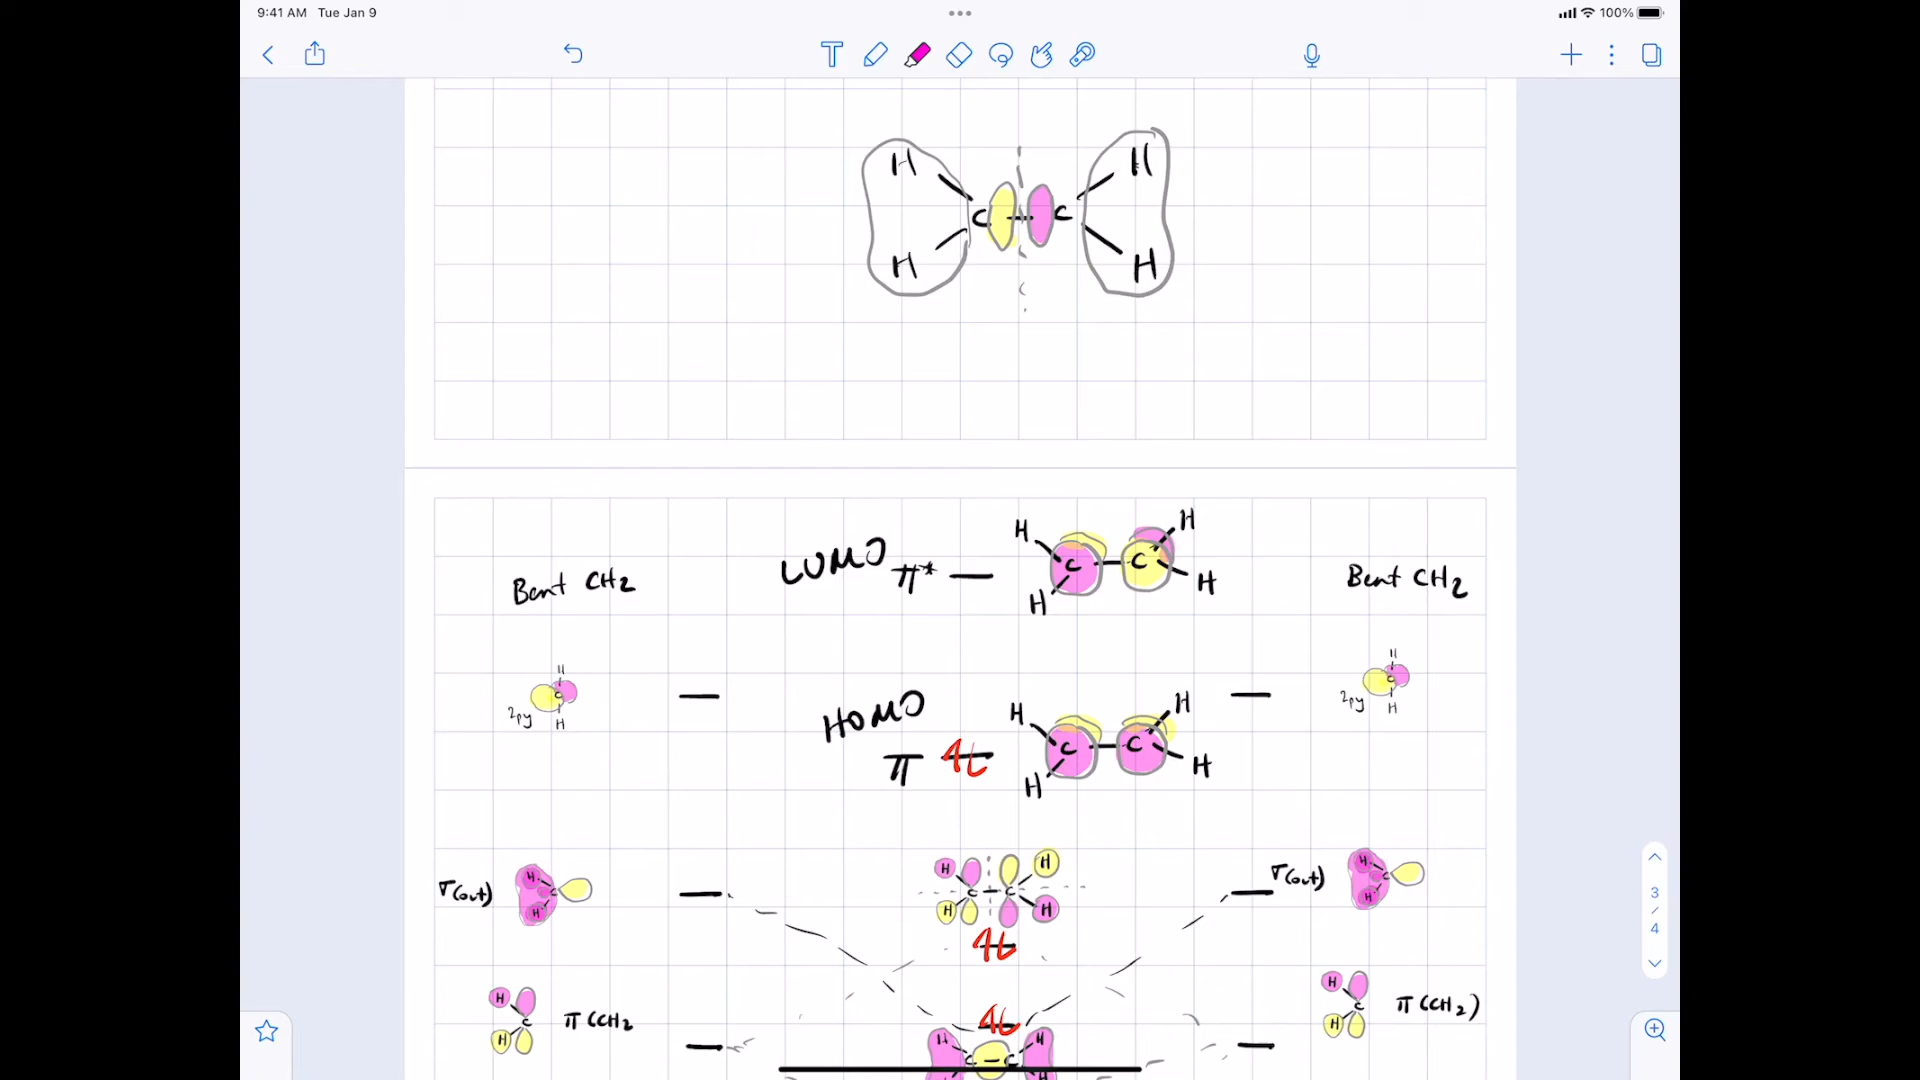 9:41 AM Tue Jan 9
100%
H H
C C
H H
LUMO
π*
H H
C C
H H
Bent CH2
Bent CH2
H
C
2py H
HOMO
π
H H
C C
H H
H
C
2py H
σ(out)
H
C
H
H H
C C
H H
σ(out)
H
C
H
H
C
H
π (CH2
H
C
H
π (CH2)
H H
C C
H
3
/
4